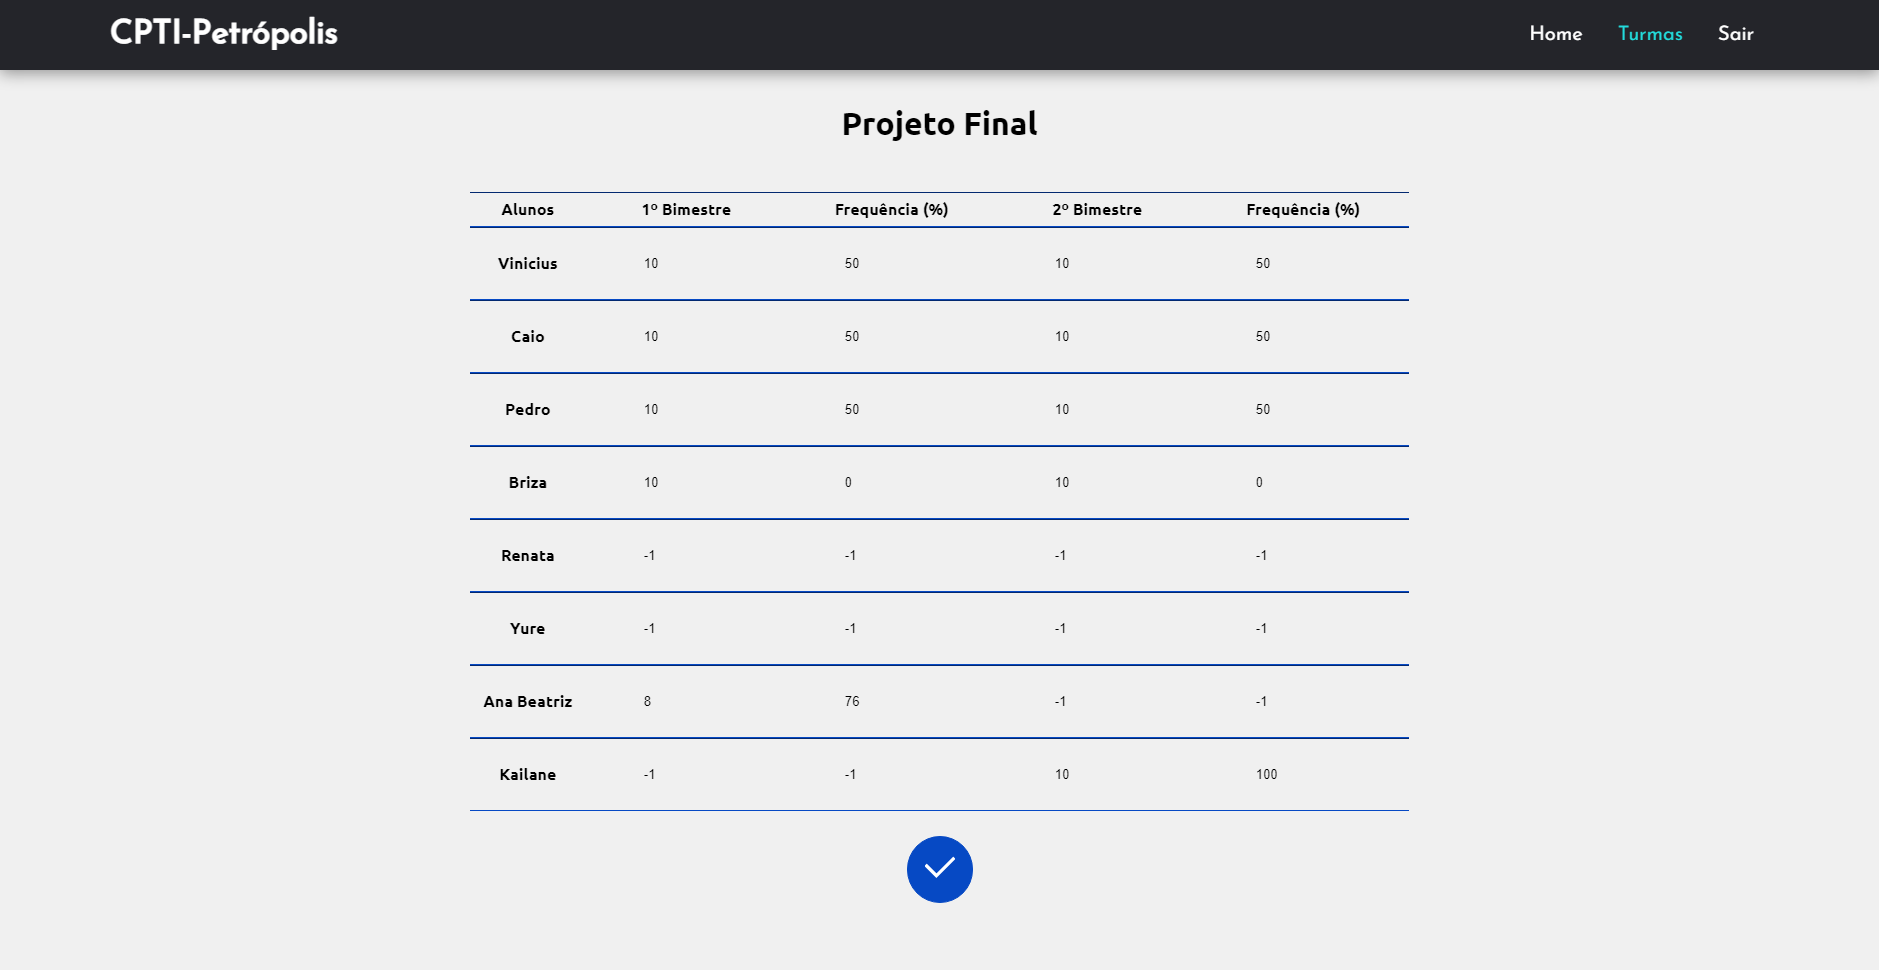 CPTI-Petrópolis Home Turmas Sair
Projeto Final
Alunos 1º Bimestre Frequência (%) 2º Bimestre Frequência (%)
Vinicius 10 50 10 50
Caio 10 50 10 50
Pedro 10 50 10 50
Briza 10 0 10 0
Renata -1 -1 -1 -1
Yure -1 -1 -1 -1
Ana Beatriz 8 76 -1 -1
Kailane -1 -1 10 100